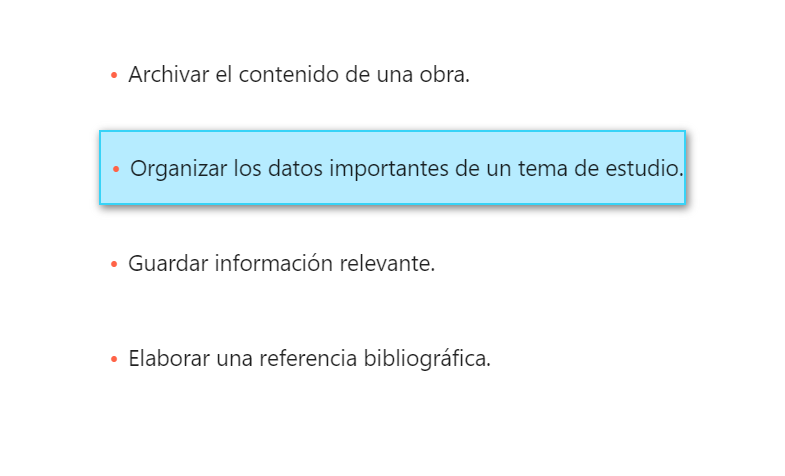 • Archivar el contenido de una obra.
• Organizar los datos importantes de un tema de estudio.
• Guardar información relevante.
• Elaborar una referencia bibliográfica.